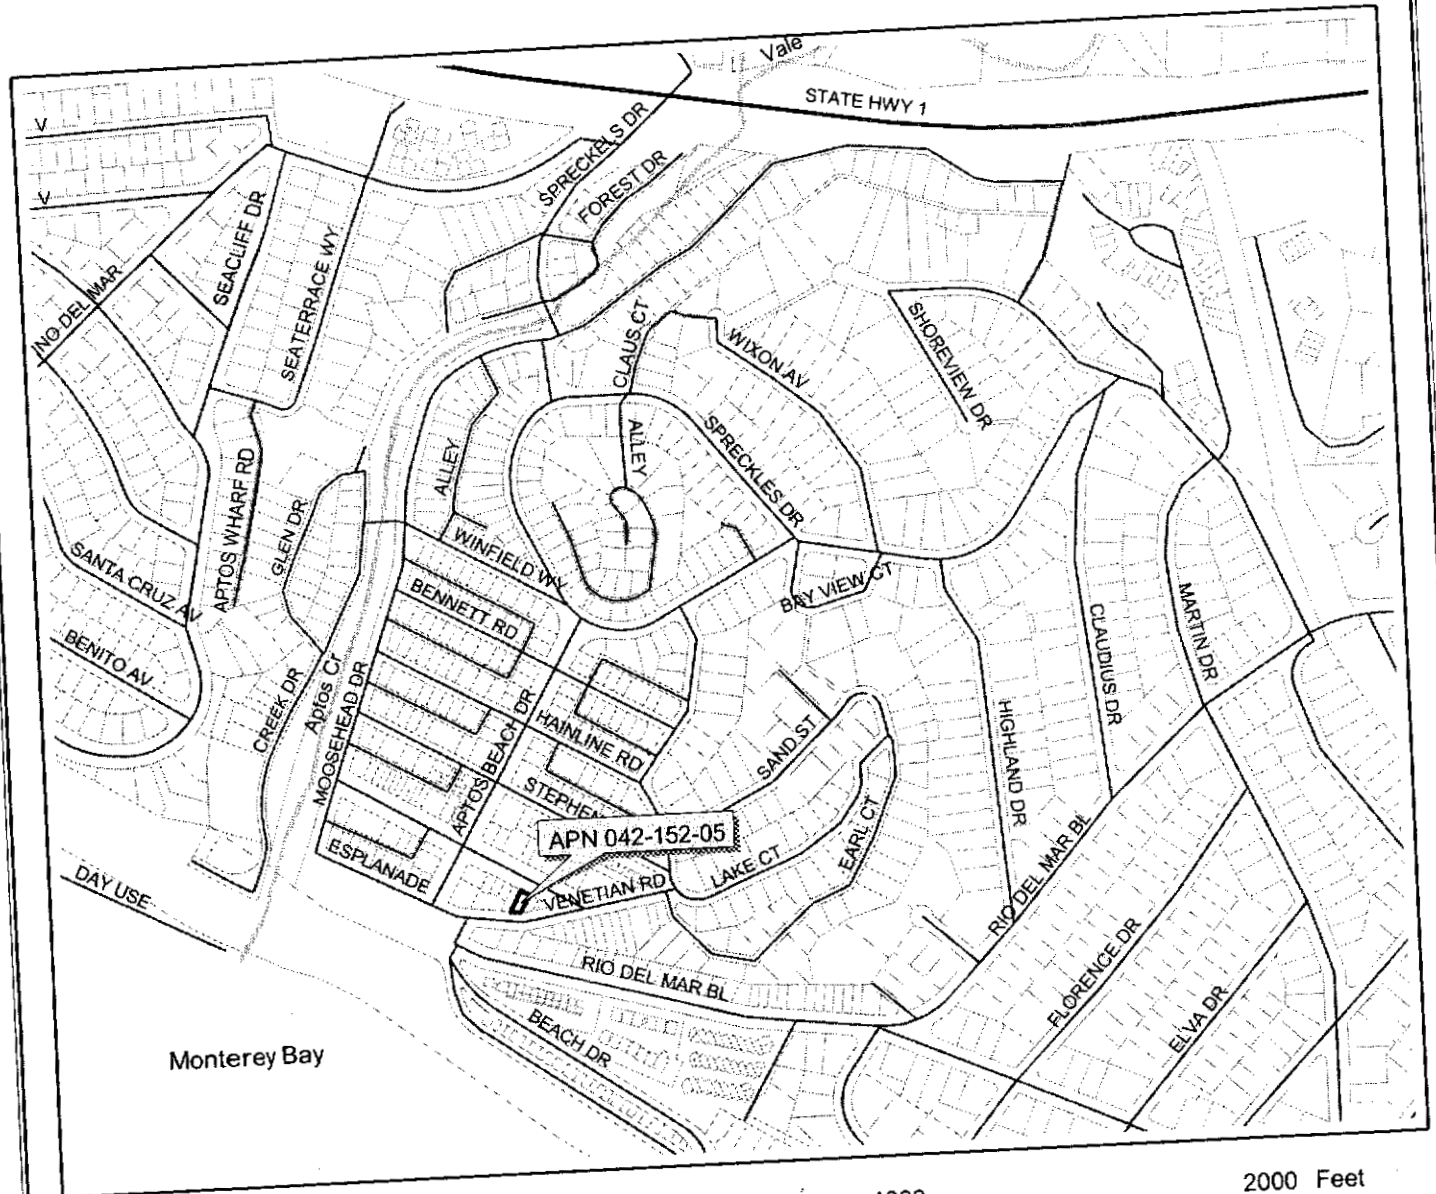 Vale
STATE HWY 1
V
SPRECKELS DR
FOREST DR
V
SEACLIFF DR
SEATERRACE WY
INO DEL MAR
CLAUS CT
WIXON AV
SHOREVIEW DR
ALLEY
ALLEY
SPRECKLES DR
APTOS WHARF RD
GLEN DR
WINFIELD WY
SANTA CRUZ AV
BENNETT RD
BAY VIEW CT
MARTIN DR
CLAUDIUS DR
BENITO AV
CREEK DR
Aptos Cr
MOOSEHEAD DR
APTOS BEACH DR
HAINLINE RD
SAND ST
HIGHLAND DR
STEPHEN
APN 042-152-05
EARL CT
LAKE CT
RIO DEL MAR BL
ESPLANADE
VENETIAN RD
DAY USE
RIO DEL MAR BL
FLORENCE DR
ELVA DR
BEACH DR
Monterey Bay
2000 Feet